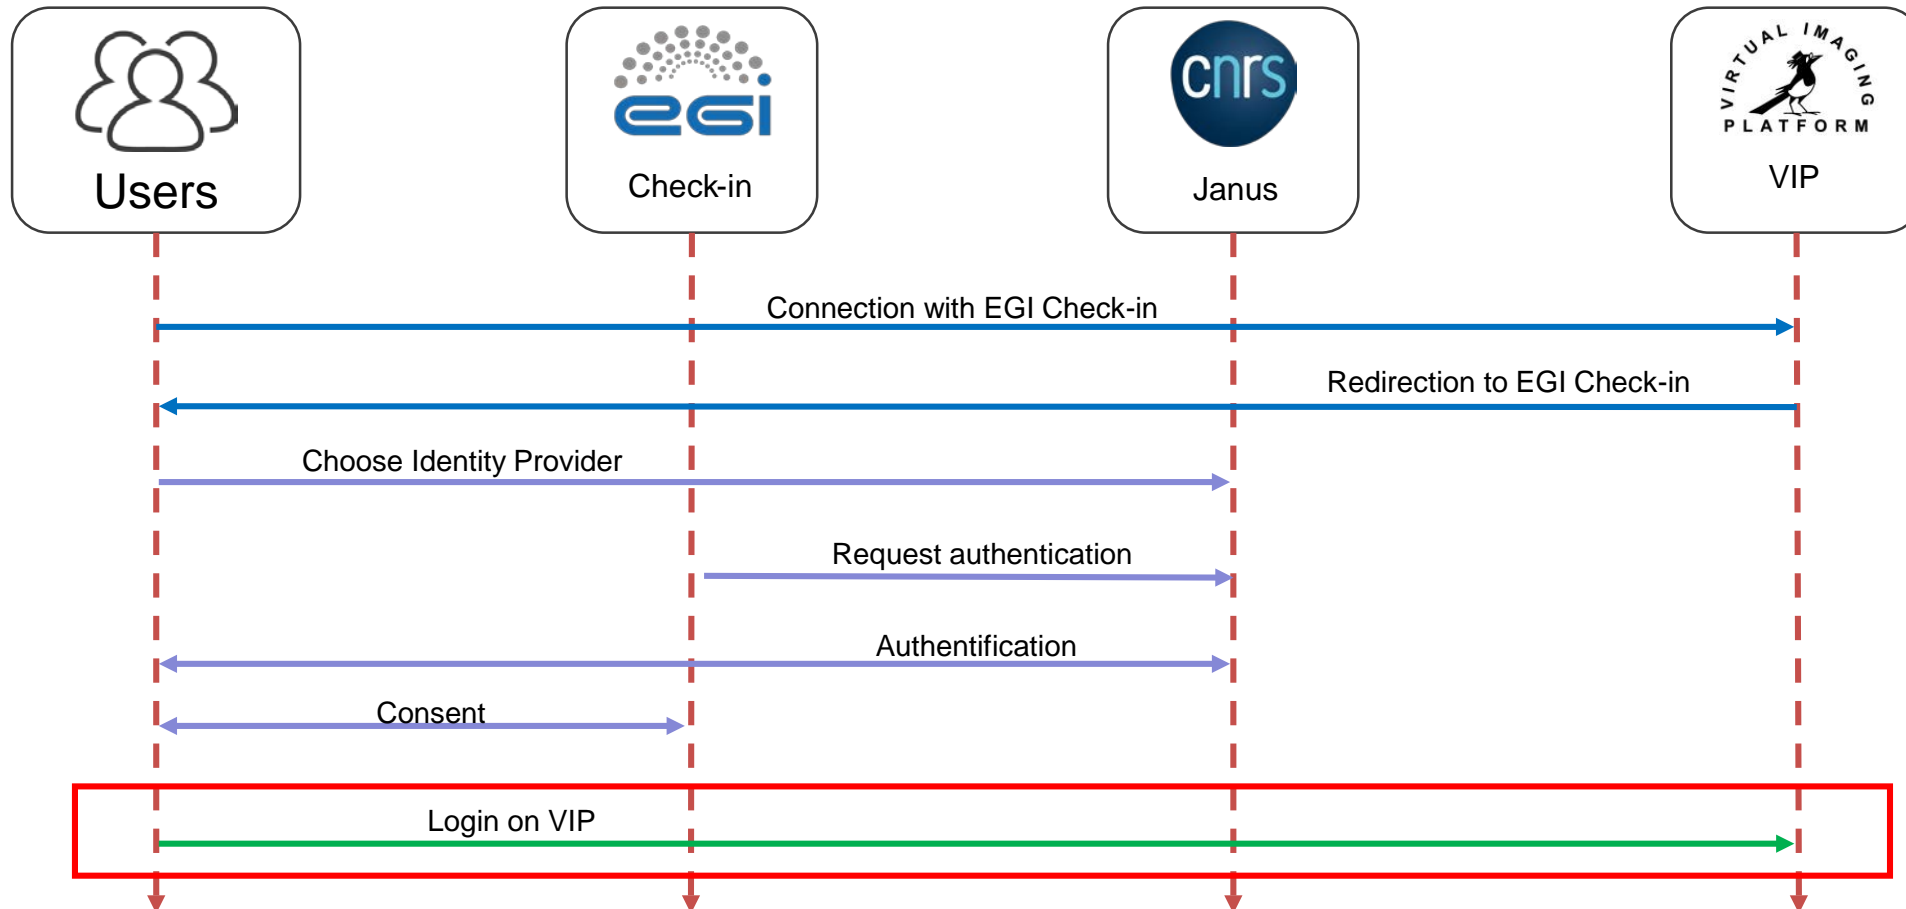 egi
cnrs
VIRTUAL IMAGING
PLATFORM
Users
Check-in
Janus
VIP
Connection with EGI Check-in
Redirection to EGI Check-in
Choose Identity Provider
Request authentication
Authentification
Consent
Login on VIP